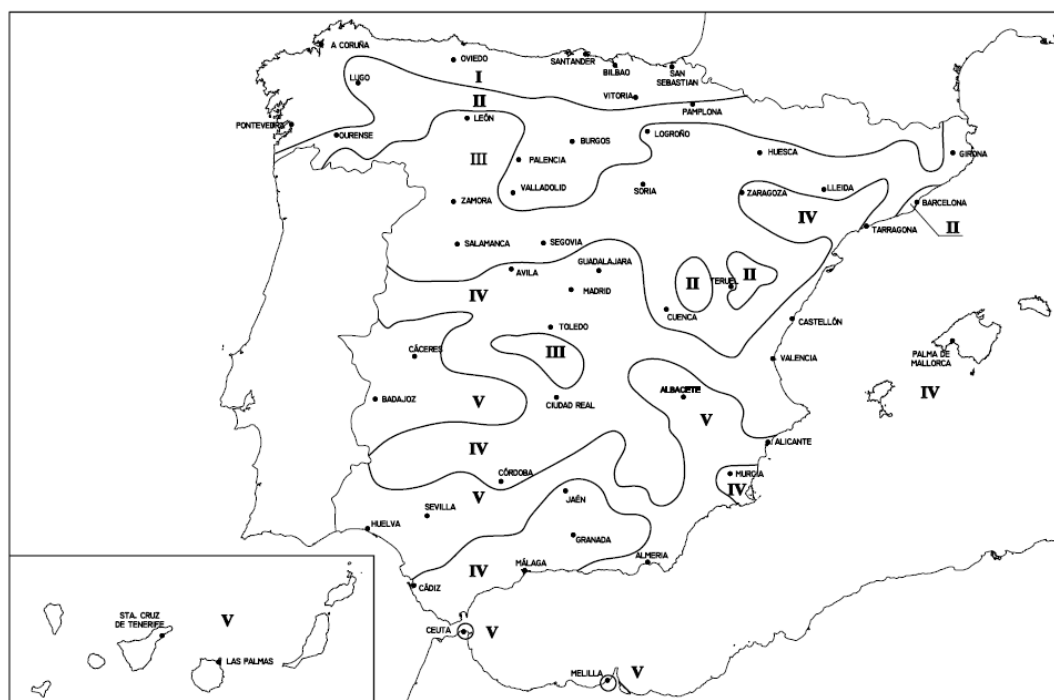 A CORUÑA
OVIEDO
SANTANDER
BILBAO
SAN
SEBASTIAN
LUGO
I
VITORIA
II
PAMPLONA
PONTEVEDRA
OURENSE
LEÓN
LOGROÑO
BURGOS
HUESCA
GIRONA
III
PALENCIA
VALLADOLID
SORIA
ZARAGOZA
LLEIDA
ZAMORA
BARCELONA
IV
TARRAGONA
II
SALAMANCA
SEGOVIA
AVILA
GUADALAJARA
IV
MADRID
II
TERUEL
II
CUENCA
CASTELLÓN
TOLEDO
CÁCERES
III
VALENCIA
PALMA DE
MALLORCA
IV
BADAJOZ
V
CIUDAD REAL
ALBACETE
V
ALICANTE
IV
CÓRDOBA
MURCIA
IV
V
JAÉN
SEVILLA
HUELVA
GRANADA
ALMERIA
MÁLAGA
IV
CÁDIZ
CEUTA
V
MELILLA
V
STA. CRUZ
DE TENERIFE
V
LAS PALMAS